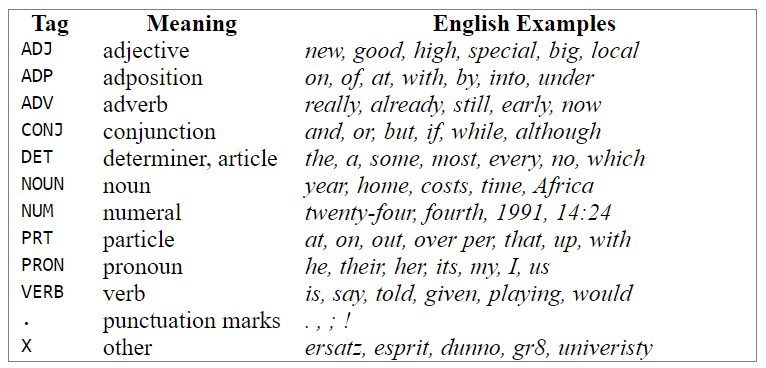 Tag Meaning English Examples
ADJ adjective new, good, high, special, big, local
ADP adposition on, of, at, with, by, into, under
ADV adverb really, already, still, early, now
CONJ conjunction and, or, but, if, while, although
DET determiner, article the, a, some, most, every, no, which
NOUN noun year, home, costs, time, Africa
NUM numeral twenty-four, fourth, 1991, 14:24
PRT particle at, on, out, over per, that, up, with
PRON pronoun he, their, her, its, my, I, us
VERB verb is, say, told, given, playing, would
. punctuation marks . , ; !
X other ersatz, esprit, dunno, gr8, univeristy